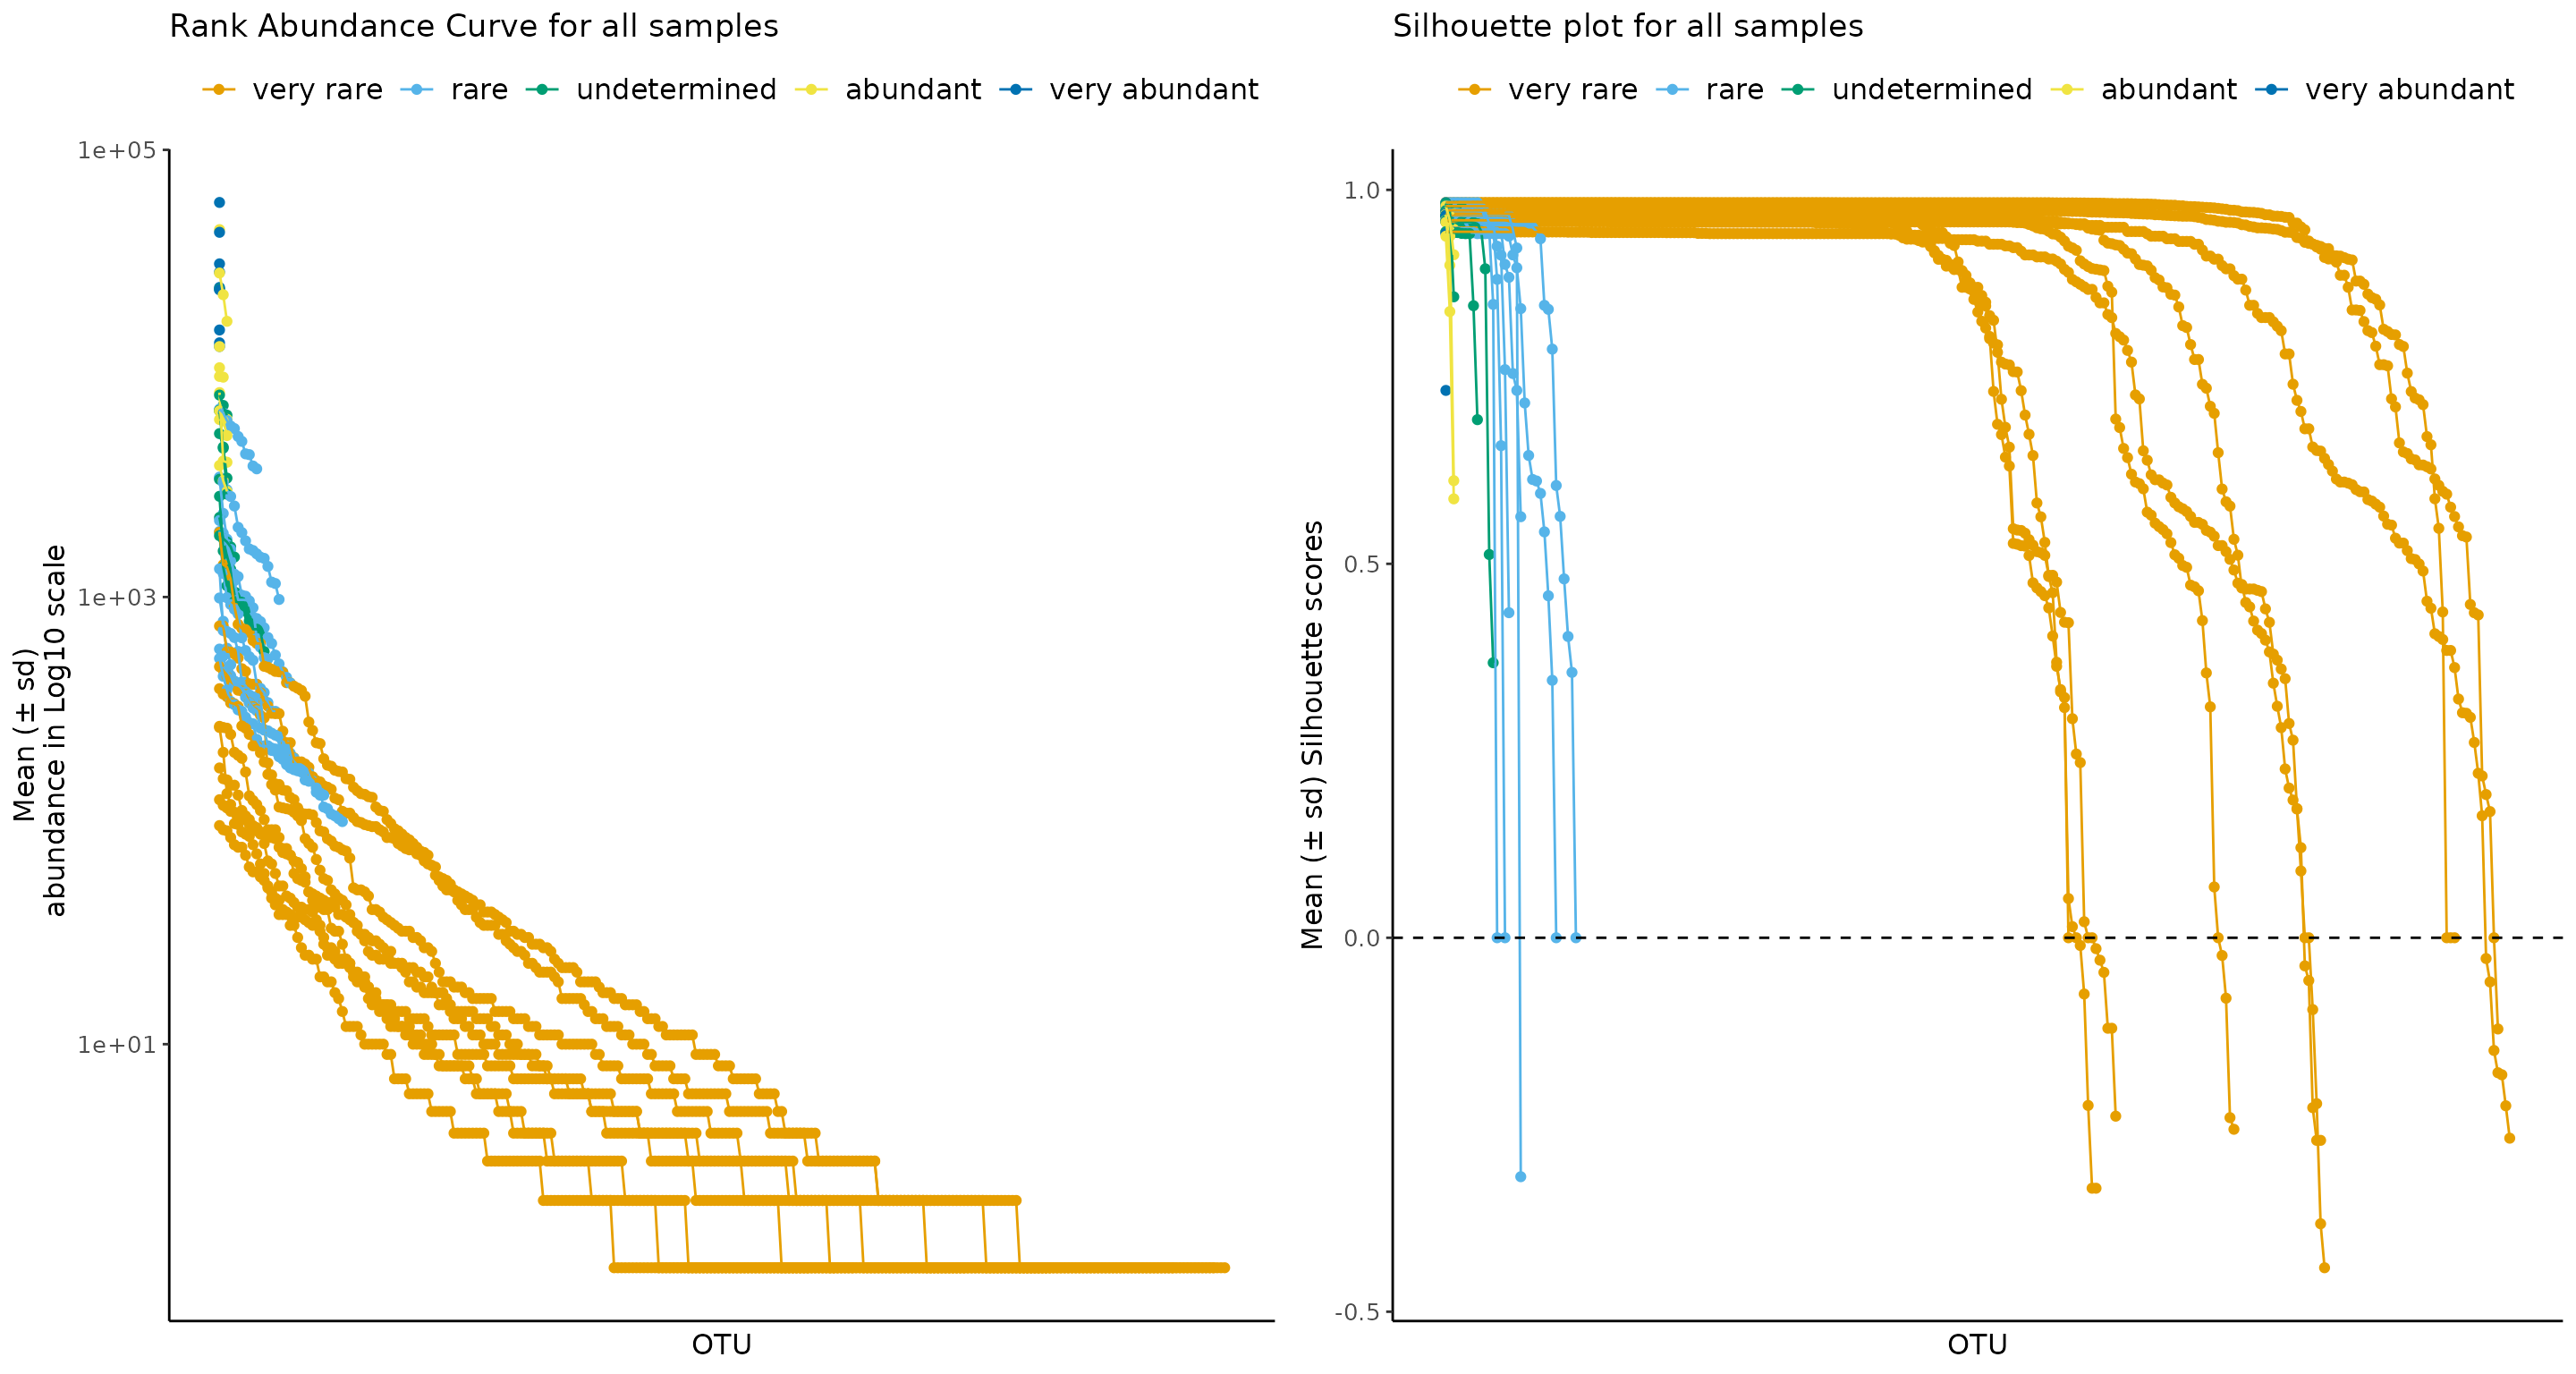 Rank Abundance Curve for all samples
very rare rare undetermined abundant very abundant
1e+05
1e+03
1e+01
Mean (± sd)
abundance in Log10 scale
OTU
Silhouette plot for all samples
very rare rare undetermined abundant very abundant
1.0
0.5
0.0
-0.5
Mean (± sd) Silhouette scores
OTU